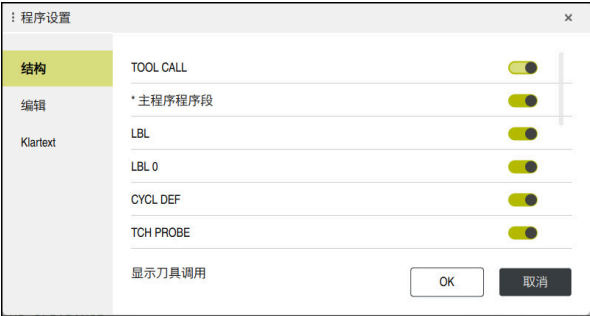 程序设置
结构
编辑
Klartext
TOOL CALL
* 主程序程序段
LBL
LBL 0
CYCL DEF
TCH PROBE
显示刀具调用
OK
取消